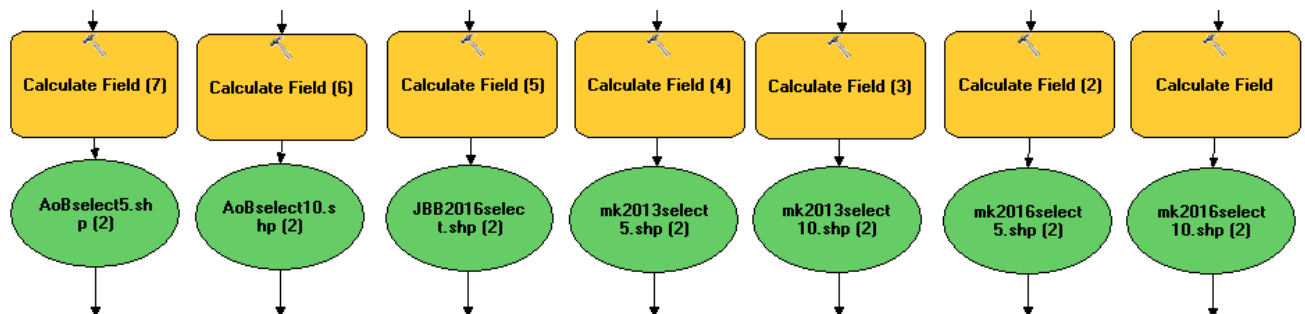 Calculate Field (7)
Calculate Field (6)
Calculate Field (5)
Calculate Field (4)
Calculate Field (3)
Calculate Field (2)
Calculate Field
AoBselect5.sh
p (2)
AoBselect10.s
hp (2)
JBB2016selec
t.shp (2)
mk2013select
5.shp (2)
mk2013select
10.shp (2)
mk2016select
5.shp (2)
mk2016select
10.shp (2)